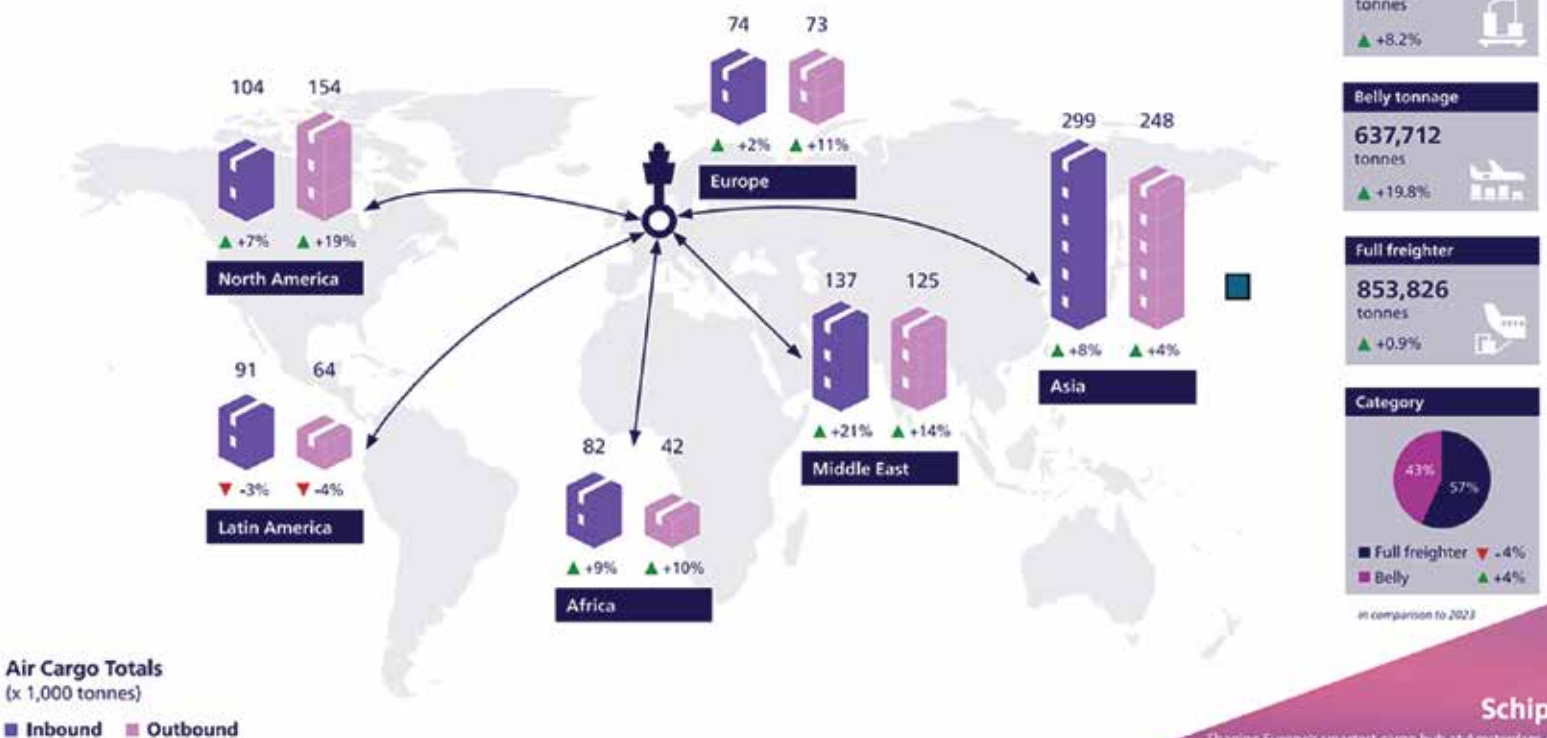 tonnes
+8.2%
74 73
+2% +11%
Europe
104 154
+7% +19%
North America
299 248
+8% +4%
Asia
137 125
+21% +14%
Middle East
91 64
-3% -4%
Latin America
82 42
+9% +10%
Africa
Belly tonnage
637,712
tonnes
+19.8%
Full freighter
853,826
tonnes
+0.9%
Category
43%
57%
Full freighter -4%
Belly +4%
in comparison to 2023
Air Cargo Totals
(x 1,000 tonnes)
Inbound Outbound
Schip